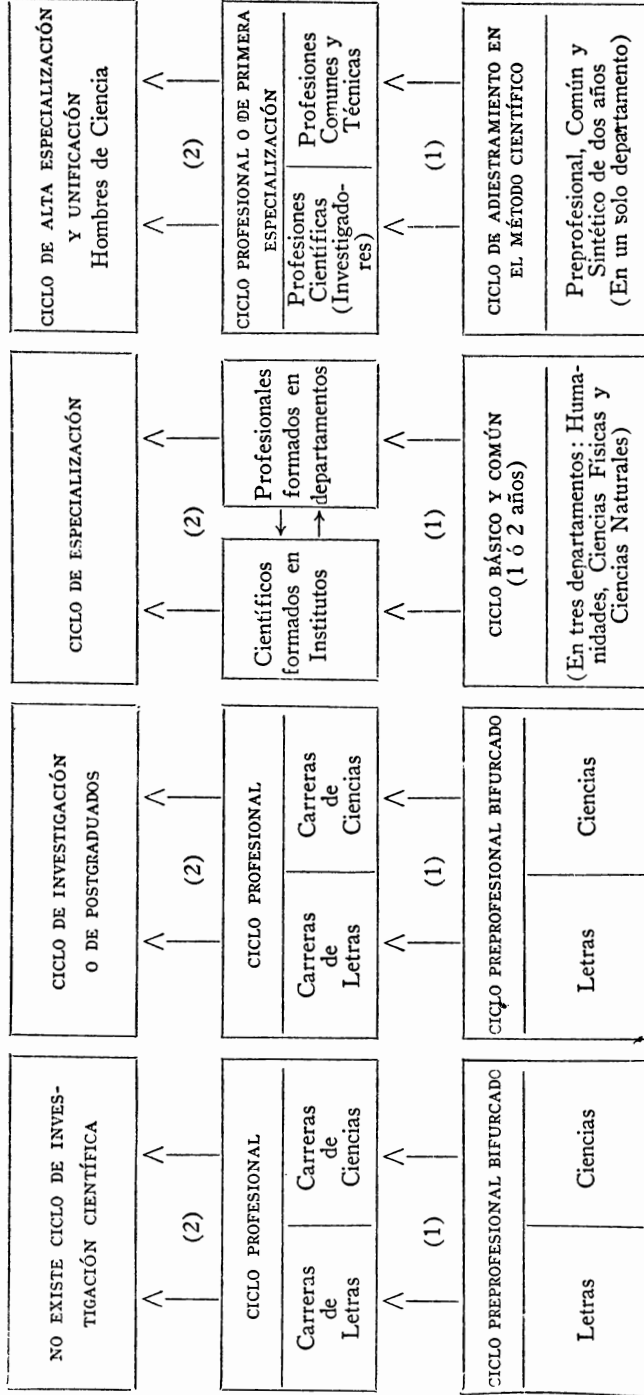 NO EXISTE CICLO DE INVES-
TIGACIÓN CIENTÍFICA
CICLO DE INVESTIGACIÓN
O DE POSTGRADUADOS
CICLO DE ESPECIALIZACIÓN
CICLO DE ALTA ESPECIALIZACIÓN
Y UNIFICACIÓN
Hombres de Ciencia
(2)
(2)
(2)
(2)
CICLO PROFESIONAL
Carreras
de
Letras
Carreras
de
Ciencias
CICLO PROFESIONAL
Carreras
de
Letras
Carreras
de
Ciencias
Científicos
formados en
Institutos
Profesionales
formados en
departamentos
CICLO PROFESIONAL O DE PRIMERA
ESPECIALIZACIÓN
Profesiones
Científicas
(Investigado-
res)
Profesiones
Comunes y
Técnicas
(1)
(1)
(1)
(1)
CICLO PREPROFESIONAL BIFURCADO
Letras
Ciencias
CICLO PREPROFESIONAL BIFURCADO
Letras
Ciencias
CICLO BÁSICO Y COMÚN
(1 ó 2 años)
(En tres departamentos: Huma-
nidades, Ciencias Físicas y
Ciencias Naturales)
CICLO DE ADIESTRAMIENTO EN
EL MÉTODO CIENTÍFICO
Preprofesional, Común y
Sintético de dos años
(En un solo departamento)